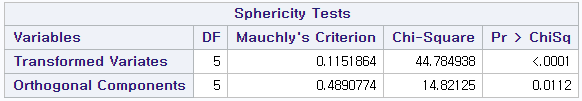 Sphericity Tests
Variables DF Mauchly's Criterion Chi-Square Pr > ChiSq
Transformed Variates 5 0.1151864 44.784938 <.0001
Orthogonal Components 5 0.4890774 14.82125 0.0112